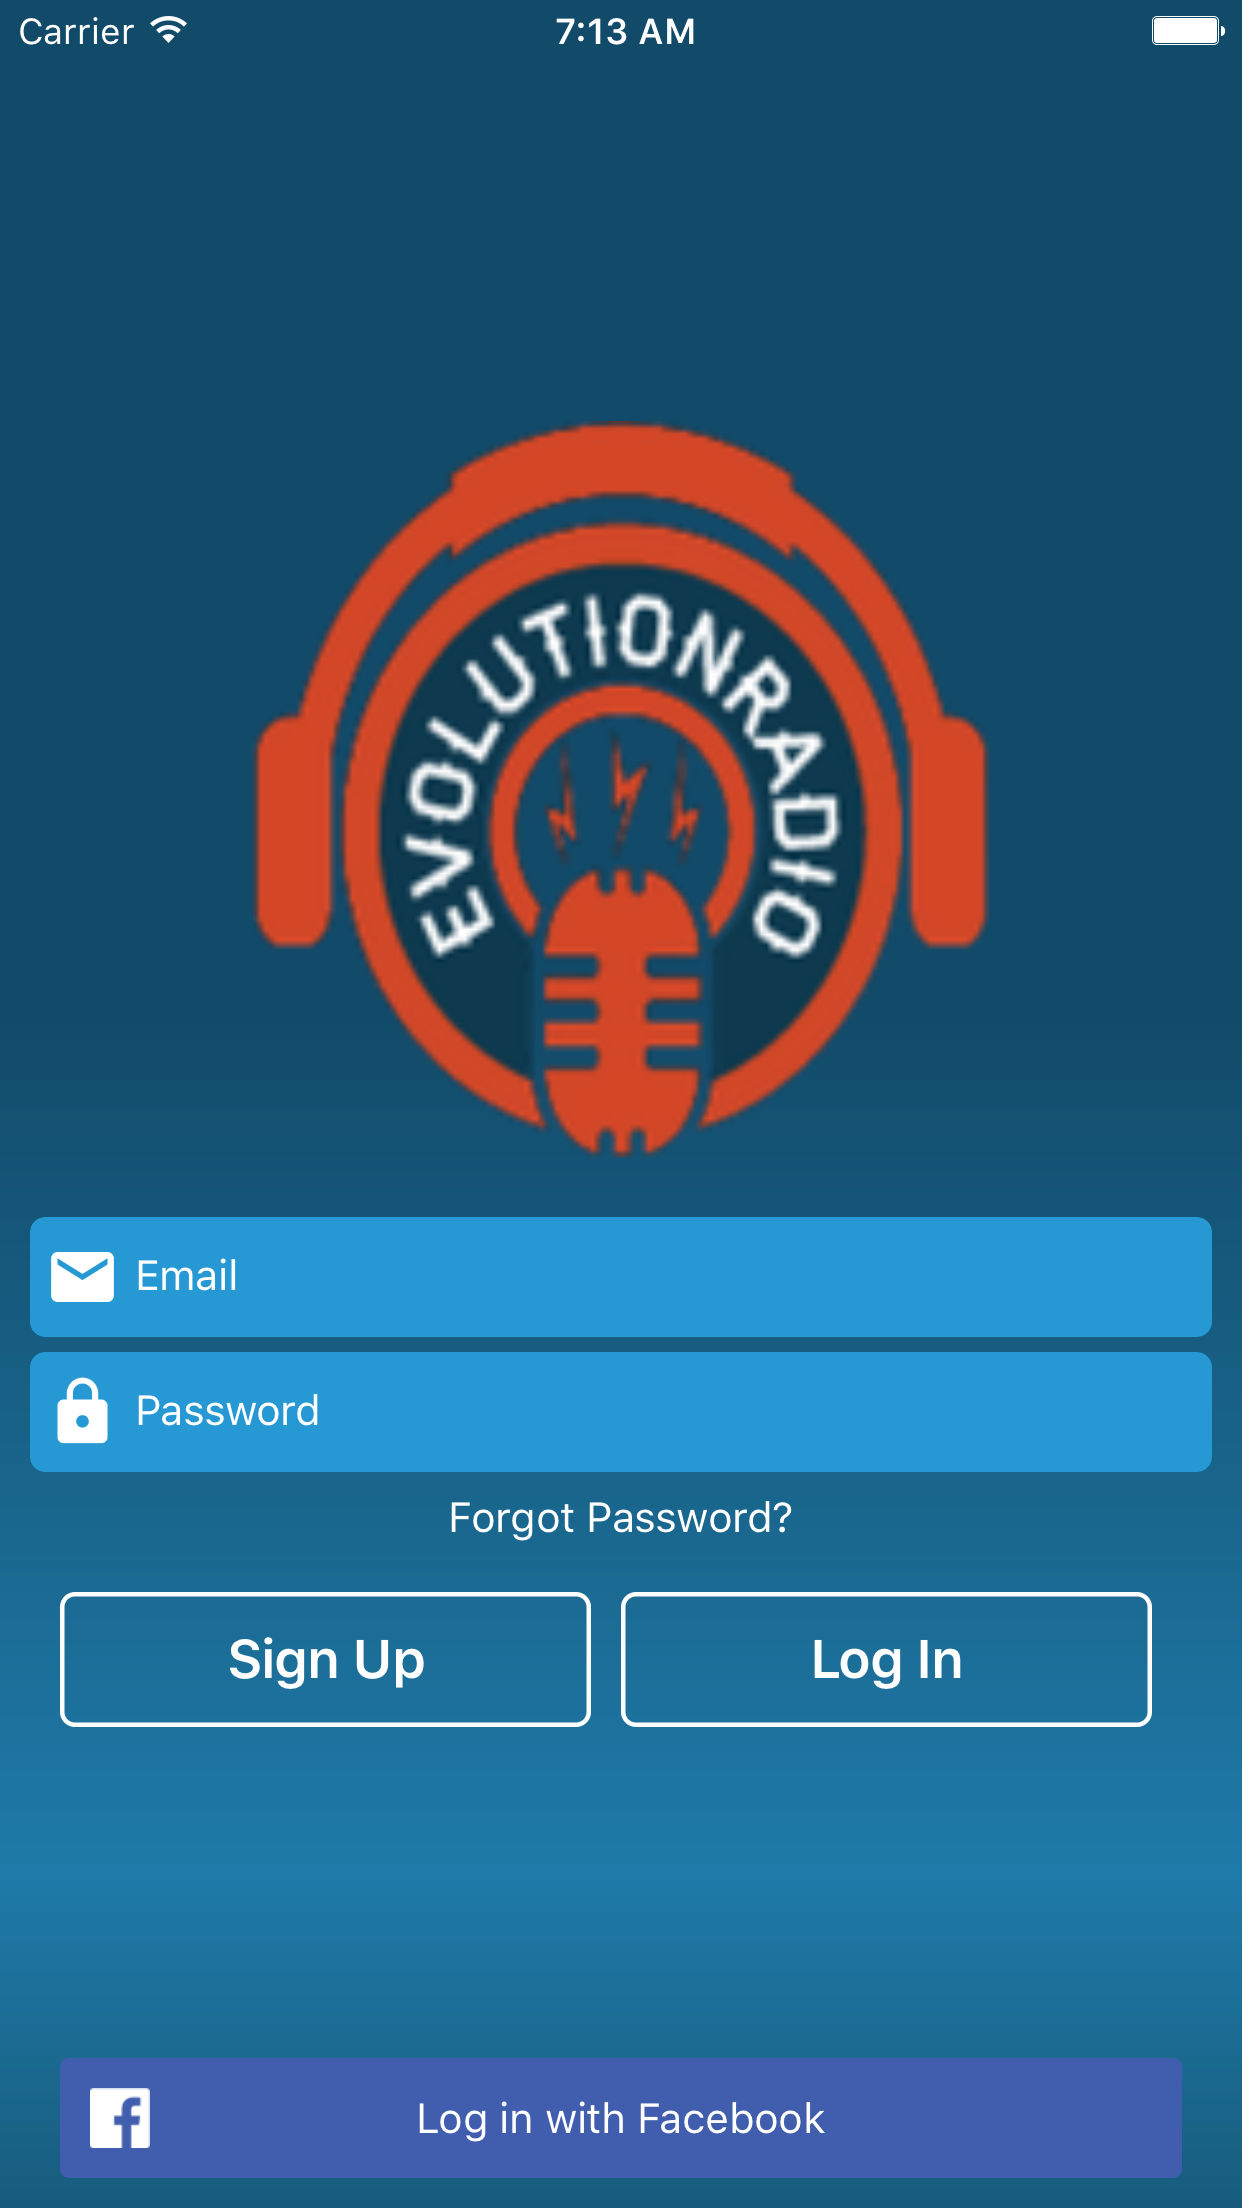 Carrier 7:13 AM
EVOLUTIONRADIO
Email
Password
Forgot Password?
Sign Up Log In
Log in with Facebook